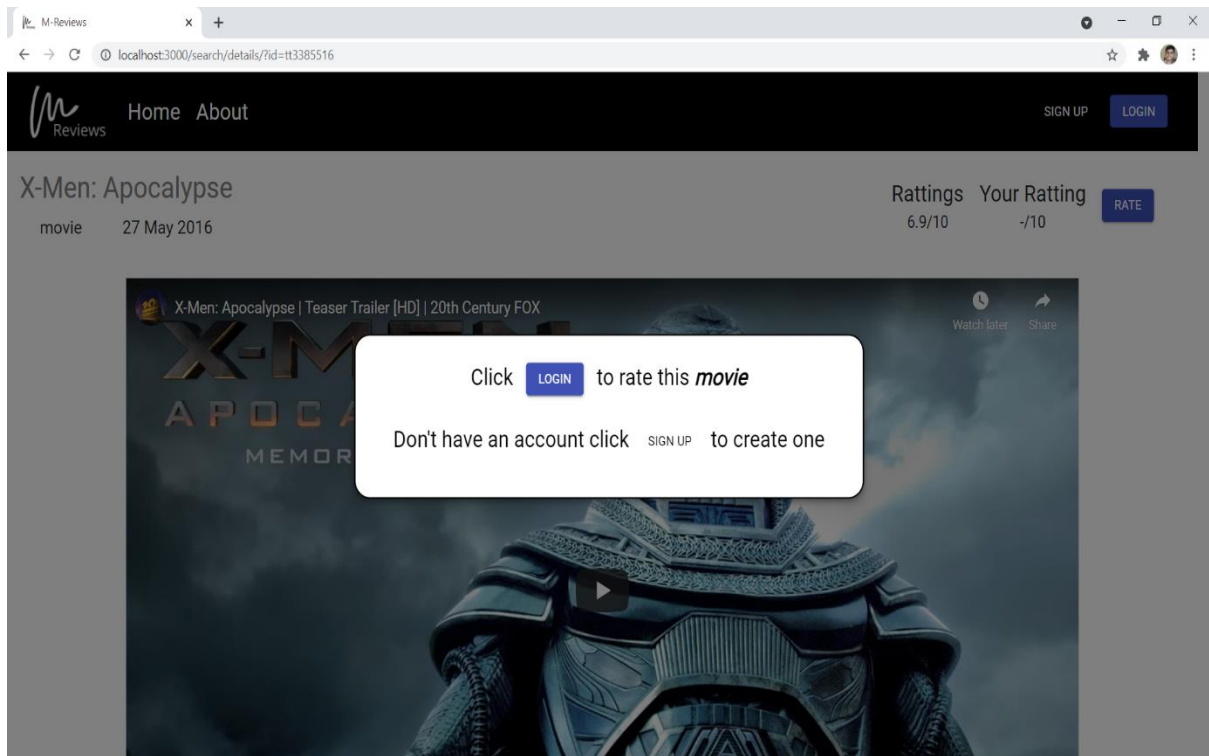 M-Reviews
localhost:3000/search/details/?id=tt3385516
M Reviews Home About SIGN UP LOGIN
X-Men: Apocalypse
movie 27 May 2016
Rattings Your Ratting RATE
6.9/10 -/10
X-Men: Apocalypse | Teaser Trailer [HD] | 20th Century FOX
Watch later Share
X-M
APOCA
MEMOR
Click LOGIN to rate this movie
Don't have an account click SIGN UP to create one